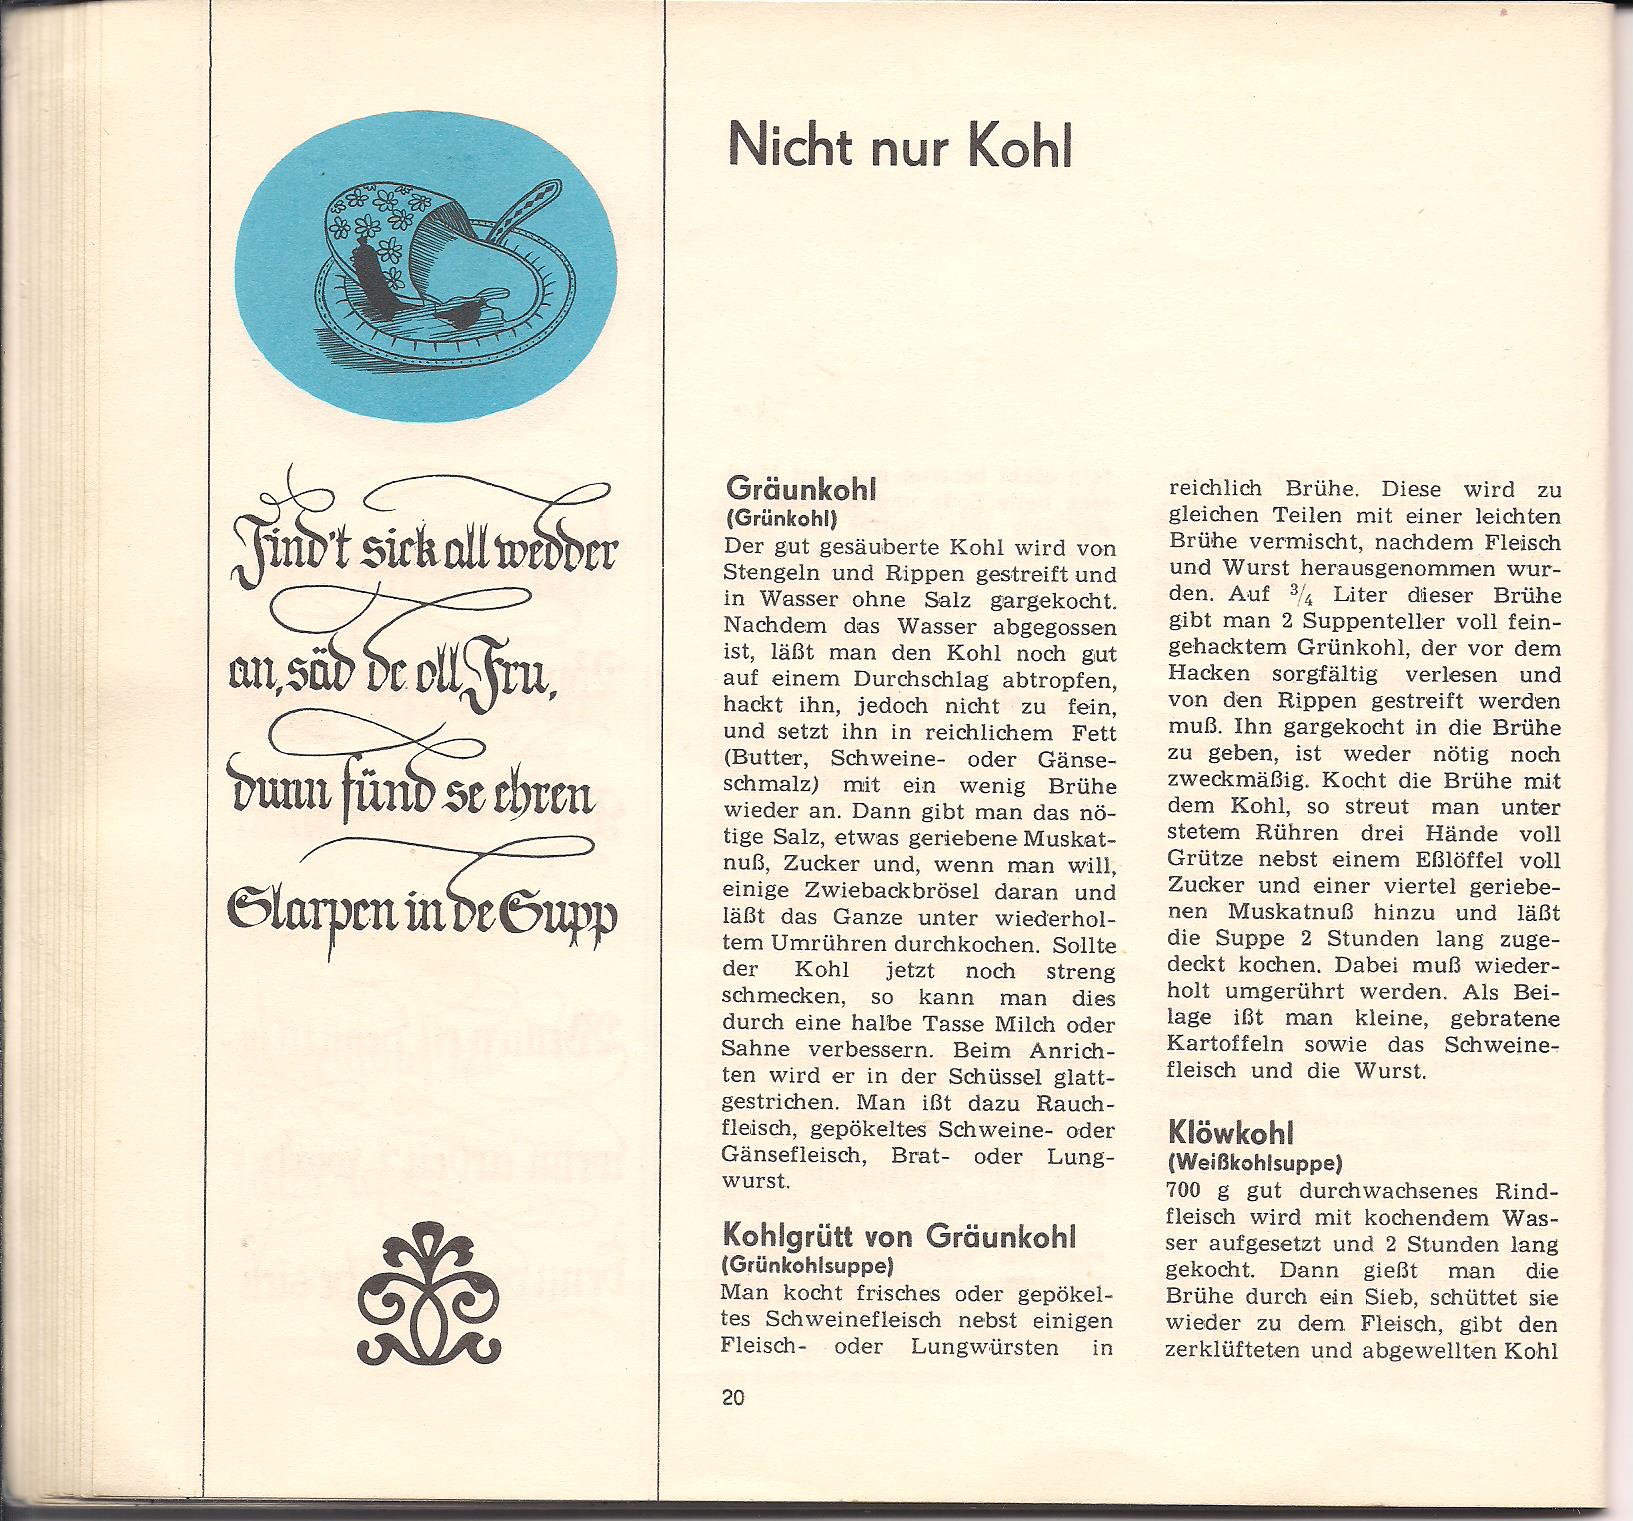 Nicht nur Kohl
Find't sick all wedder
an, säd de oll Fru,
dunn fünd se ehren
Slarpen in de Supp
Gräunkohl
(Grünkohl)
Der gut gesäuberte Kohl wird von
Stengeln und Rippen gestreift und
in Wasser ohne Salz gargekocht.
Nachdem das Wasser abgegossen
ist, läßt man den Kohl noch gut
auf einem Durchschlag abtropfen,
hackt ihn, jedoch nicht zu fein,
und setzt ihn in reichlichem Fett
(Butter, Schweine- oder Gänse-
schmalz) mit ein wenig Brühe
wieder an. Dann gibt man das nö-
tige Salz, etwas geriebene Muskat-
nuß, Zucker und, wenn man will,
einige Zwiebackbrösel daran und
läßt das Ganze unter wiederhol-
tem Umrühren durchkochen. Sollte
der Kohl jetzt noch streng
schmecken, so kann man dies
durch eine halbe Tasse Milch oder
Sahne verbessern. Beim Anrich-
ten wird er in der Schüssel glatt-
gestrichen. Man ißt dazu Rauch-
fleisch, gepökeltes Schweine- oder
Gänsefleisch, Brat- oder Lung-
wurst.
Kohlgrütt von Gräunkohl
(Grünkohlsuppe)
Man kocht frisches oder gepökel-
tes Schweinefleisch nebst einigen
Fleisch- oder Lungwürsten in
reichlich Brühe. Diese wird zu
gleichen Teilen mit einer leichten
Brühe vermischt, nachdem Fleisch
und Wurst herausgenommen wur-
den. Auf 3/4 Liter dieser Brühe
gibt man 2 Suppenteller voll fein-
gehacktem Grünkohl, der vor dem
Hacken sorgfältig verlesen und
von den Rippen gestreift werden
muß. Ihn gargekocht in die Brühe
zu geben, ist weder nötig noch
zweckmäßig. Kocht die Brühe mit
dem Kohl, so streut man unter
stetem Rühren drei Hände voll
Grütze nebst einem Eßlöffel voll
Zucker und einer viertel geriebe-
nen Muskatnuß hinzu und läßt
die Suppe 2 Stunden lang zuge-
deckt kochen. Dabei muß wieder-
holt umgerührt werden. Als Bei-
lage ißt man kleine, gebratene
Kartoffeln sowie das Schweine-
fleisch und die Wurst.
Klöwkohl
(Weißkohlsuppe)
700 g gut durchwachsenes Rind-
fleisch wird mit kochendem Was-
ser aufgesetzt und 2 Stunden lang
gekocht. Dann gießt man die
Brühe durch ein Sieb, schüttet sie
wieder zu dem Fleisch, gibt den
zerklüfteten und abgewellten Kohl
20